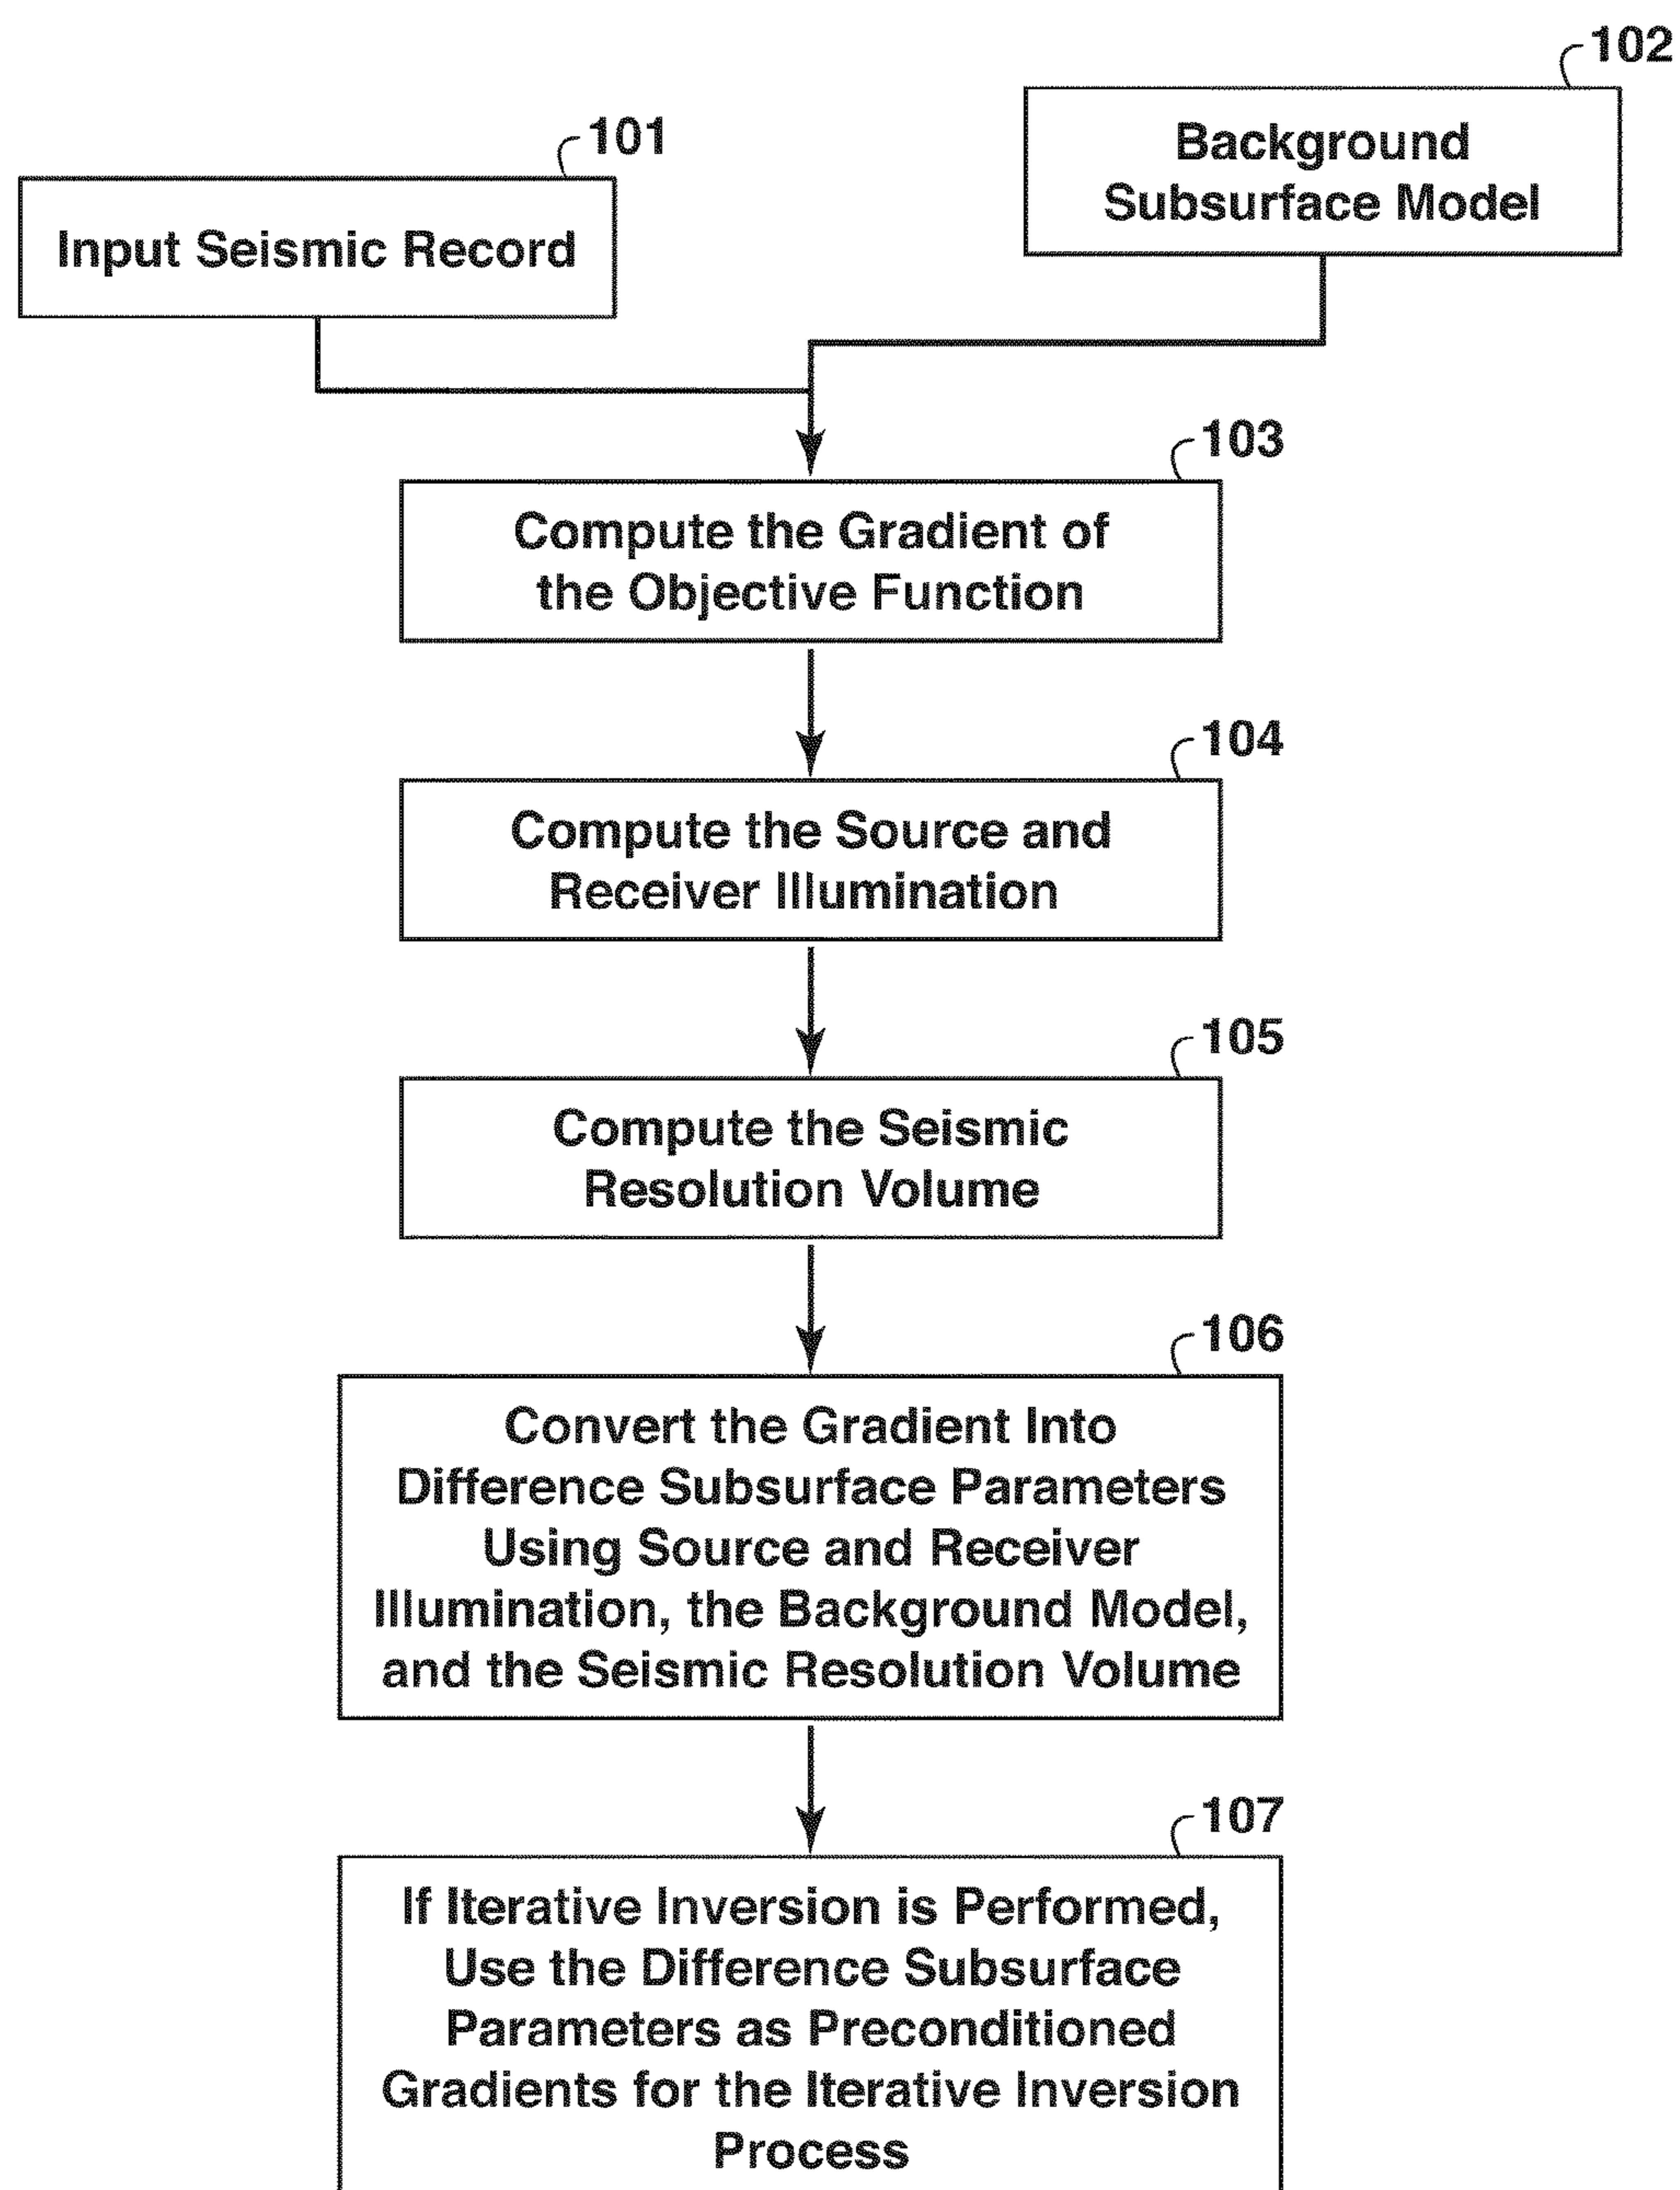 102
Background
Subsurface Model
101
Input Seismic Record
103
Compute the Gradient of
the Objective Function
104
Compute the Source and
Receiver Illumination
105
Compute the Seismic
Resolution Volume
106
Convert the Gradient Into
Difference Subsurface Parameters
Using Source and Receiver
Illumination, the Background Model,
and the Seismic Resolution Volume
107
If Iterative Inversion is Performed,
Use the Difference Subsurface
Parameters as Preconditioned
Gradients for the Iterative Inversion
Process